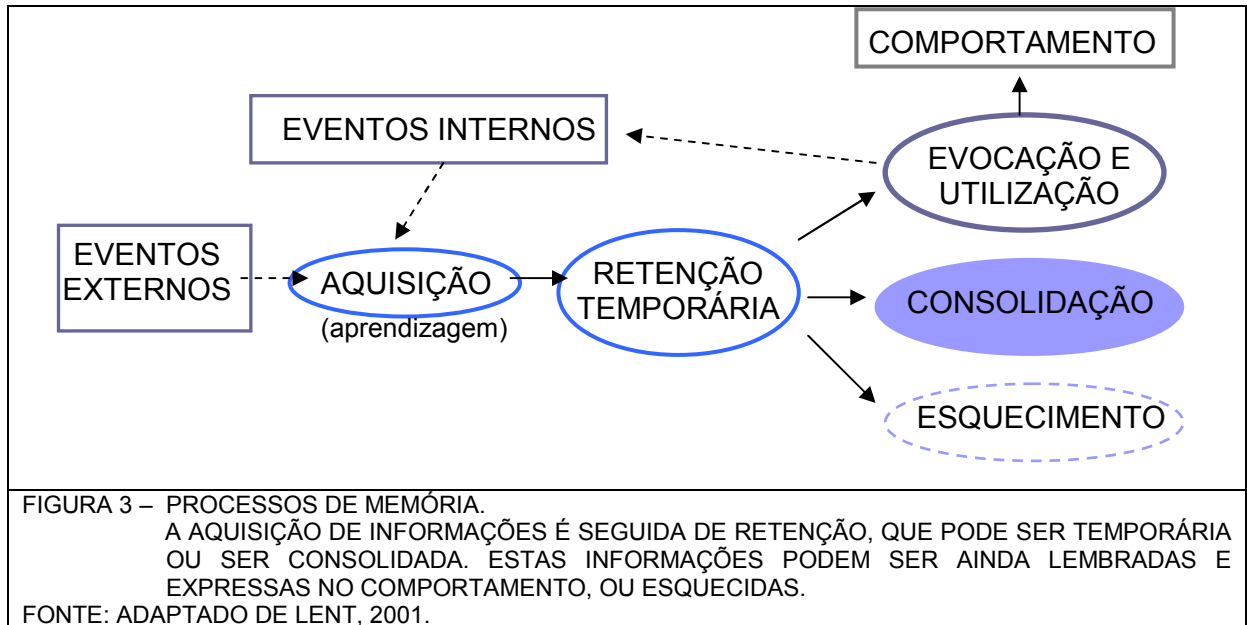 COMPORTAMENTO
EVENTOS INTERNOS
EVOCAÇÃO E
UTILIZAÇÃO
EVENTOS
EXTERNOS
AQUISIÇÃO
(aprendizagem)
RETENÇÃO
TEMPORÁRIA
CONSOLIDAÇÃO
ESQUECIMENTO
FIGURA 3 – PROCESSOS DE MEMÓRIA.
A AQUISIÇÃO DE INFORMAÇÕES É SEGUIDA DE RETENÇÃO, QUE PODE SER TEMPORÁRIA
OU SER CONSOLIDADA. ESTAS INFORMAÇÕES PODEM SER AINDA LEMBRADAS E
EXPRESSAS NO COMPORTAMENTO, OU ESQUECIDAS.
FONTE: ADAPTADO DE LENT, 2001.